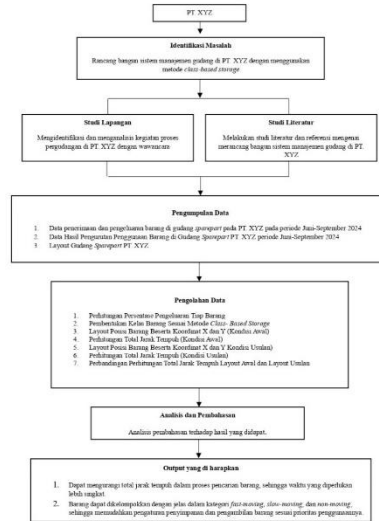 PT. XYZ
Identifikasi Masalah
Rancang bangun sistem manajemen gudang di PT. XYZ dengan menggunakan
metode class-based storage
Studi Lapangan
Mengidentifikasi dan menganalisis kegiatan proses
pergudangan di PT. XYZ dengan wawancara
Studi Literatur
Melakukan studi literatur dan referensi mengenai
merancang bangun sistem manajemen gudang di PT.
XYZ
Pengumpulan Data
1. Data penerimaan dan pengeluaran barang di gudang sparepart pada PT. XYZ pada periode Juni-September 2024
2. Data Hasil Pengurutan Penggunaan Barang di Gudang Sparepart PT. XYZ periode Juni-September 2024
3. Layout Gudang Sparepart PT. XYZ
Pengolahan Data
1. Perhitungan Persentase Pengeluaran Tiap Barang
2. Pembentukan Kelas Barang Sesuai Metode Class- Based Storage
3. Layout Posisi Barang Beserta Koordinat X dan Y (Kondisi Awal)
4. Perhitungan Total Jarak Tempuh (Kondisi Awal)
5. Layout Posisi Barang Beserta Koordinat X dan Y Kondisi Usulan)
6. Perhitungan Total Jarak Tempuh (Kondisi Usulan)
7. Perbandingan Perhitungan Total Jarak Tempuh Layout Awal dan Layout Usulan
Analisis dan Pembahasan
Analisis pembahasan terhadap hasil yang didapat.
Output yang di harapkan
1. Dapat mengurangi total jarak tempuh dalam proses pencarian barang, sehingga waktu yang diperlukan
lebih singkat
2. Barang dapat dikelompokkan dengan jelas dalam kategori fast-moving, slow-moving, dan non-moving,
sehingga memudahkan pengaturan penyimpanan dan pengambilan barang sesuai prioritas penggunaannya.